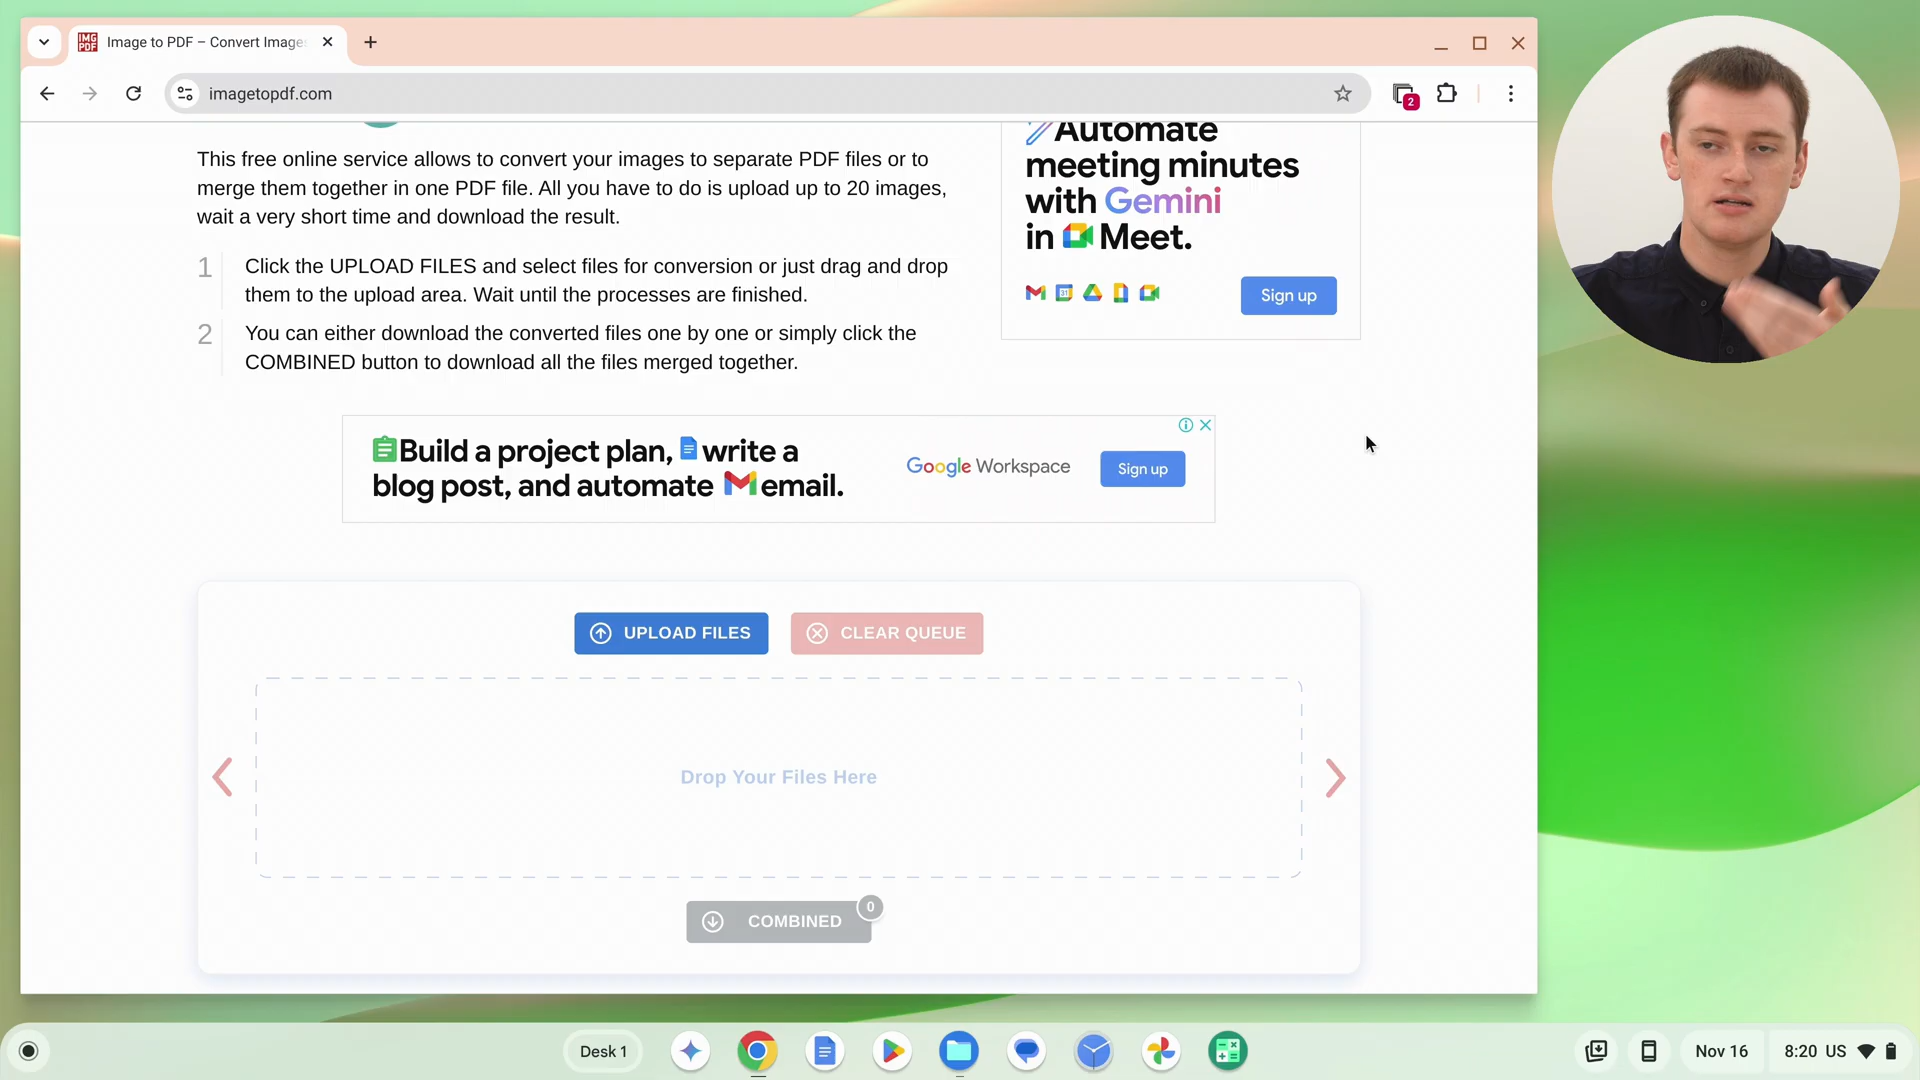 Image to PDF – Convert Image
imagetopdf.com
2
This free online service allows to convert your images to separate PDF files or to
merge them together in one PDF file. All you have to do is upload up to 20 images,
wait a very short time and download the result.
1
Click the UPLOAD FILES and select files for conversion or just drag and drop
them to the upload area. Wait until the processes are finished.
2
You can either download the converted files one by one or simply click the
COMBINED button to download all the files merged together.
Automate
meeting minutes
with Gemini
in Meet.
31
Sign up
Build a project plan, write a
blog post, and automate email.
Google Workspace
Sign up
UPLOAD FILES
CLEAR QUEUE
Drop Your Files Here
COMBINED
0
Desk 1
Nov 16
8:20 US
IMG
PDF